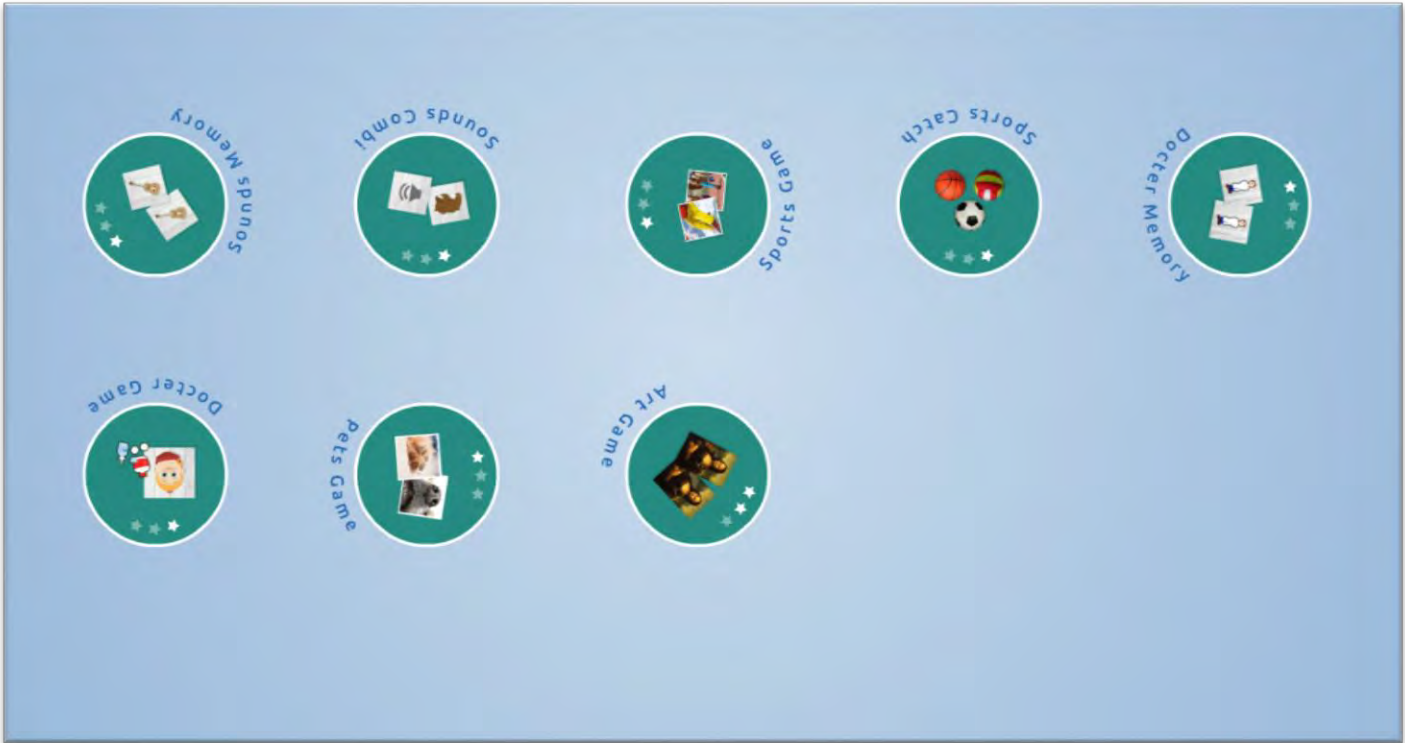 Sounds Memory
Sounds Combi
Sports Game
Sports Catch
Docter Memory
Docter Game
Pets Game
Art Game